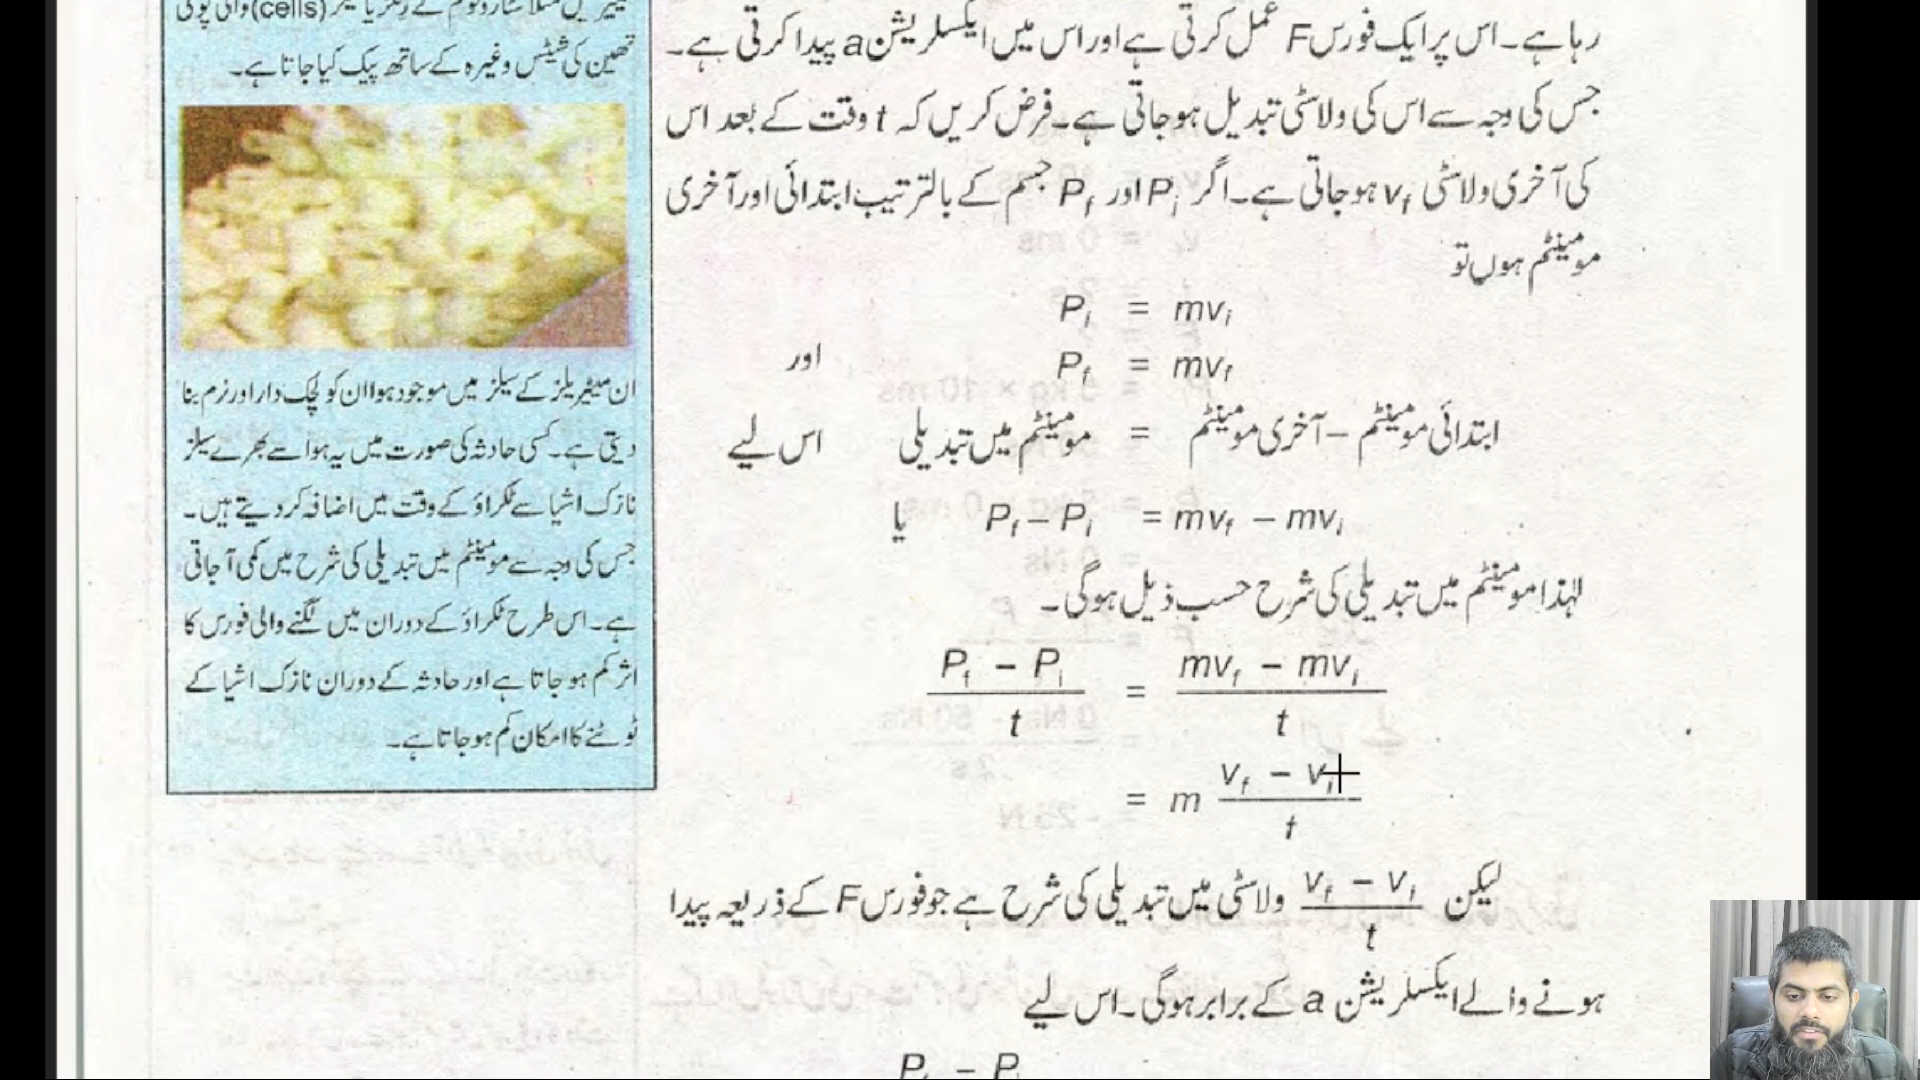 رہا ہے۔ اس پر ایک فورس F عمل کرتی ہے اور اس میں ایکسلریشن a پیدا کرتی ہے۔
جس کی وجہ سے اس کی ولاسٹی تبدیل ہو جاتی ہے۔ فرض کریں کہ t وقت کے بعد اس
کی آخری ولاسٹی vf ہو جاتی ہے۔ اگر Pi اور Pf جسم کے بالترتیب ابتدائی اور آخری
مومینٹم ہوں تو
Pi = mvi
اور Pf = mvf
اس لیے مومینٹم میں تبدیلی = ابتدائی مومینٹم – آخری مومینٹم
یا Pf – Pi = mvf – mvi
لہٰذا مومینٹم میں تبدیلی کی شرح حسب ذیل ہوگی۔
Pf – Pi / t = mvf – mvi / t
= m vf – vi / t
لیکن vf – vi / t ولاسٹی میں تبدیلی کی شرح ہے جو فورس F کے ذریعہ پیدا
ہونے والے ایکسلریشن a کے برابر ہوگی۔ اس لیے
(cells) والی
تھین کی شیٹس وغیرہ کے ساتھ پیک کیا جاتا ہے۔
ان میٹریلز کے سیلز میں موجود ہوا ان کو لچک دار اور نرم بنا
دیتی ہے۔ کسی حادثہ کی صورت میں یہ ہوا سے بھرے سیلز
نازک اشیا سے ٹکراؤ کے وقت میں اضافہ کر دیتے ہیں۔
جس کی وجہ سے مومینٹم میں تبدیلی کی شرح میں کمی آ جاتی
ہے۔ اس طرح ٹکراؤ کے دوران میں لگنے والی فورس کا
اثر کم ہو جاتا ہے اور حادثہ کے دوران نازک اشیا کے
ٹوٹنے کا امکان کم ہو جاتا ہے۔